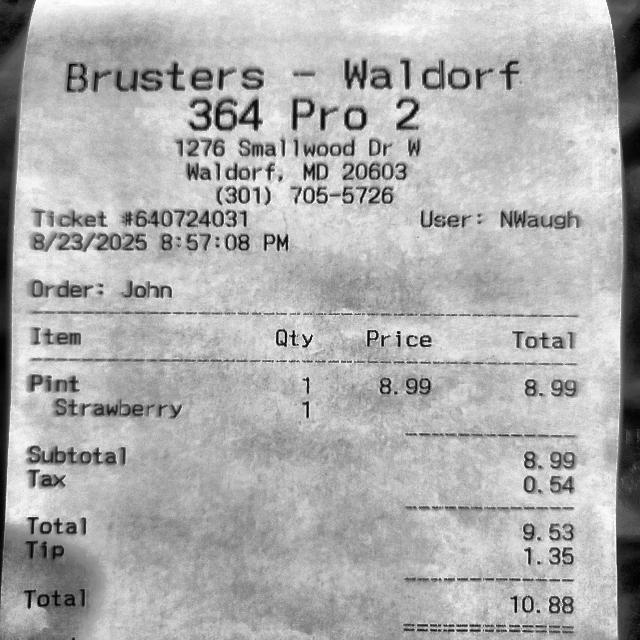 Brusters - Waldorf
364 Pro 2
1276 Smallwood Dr W
Waldorf, MD 20603
(301) 705-5726
Ticket #640724031 User: NWaugh
8/23/2025 8:57:08 PM
Order: John
Item Qty Price Total
Pint 1 8.99 8.99
Strawberry 1
Subtotal 8.99
Tax 0.54
Total 9.53
Tip 1.35
Total 10.88